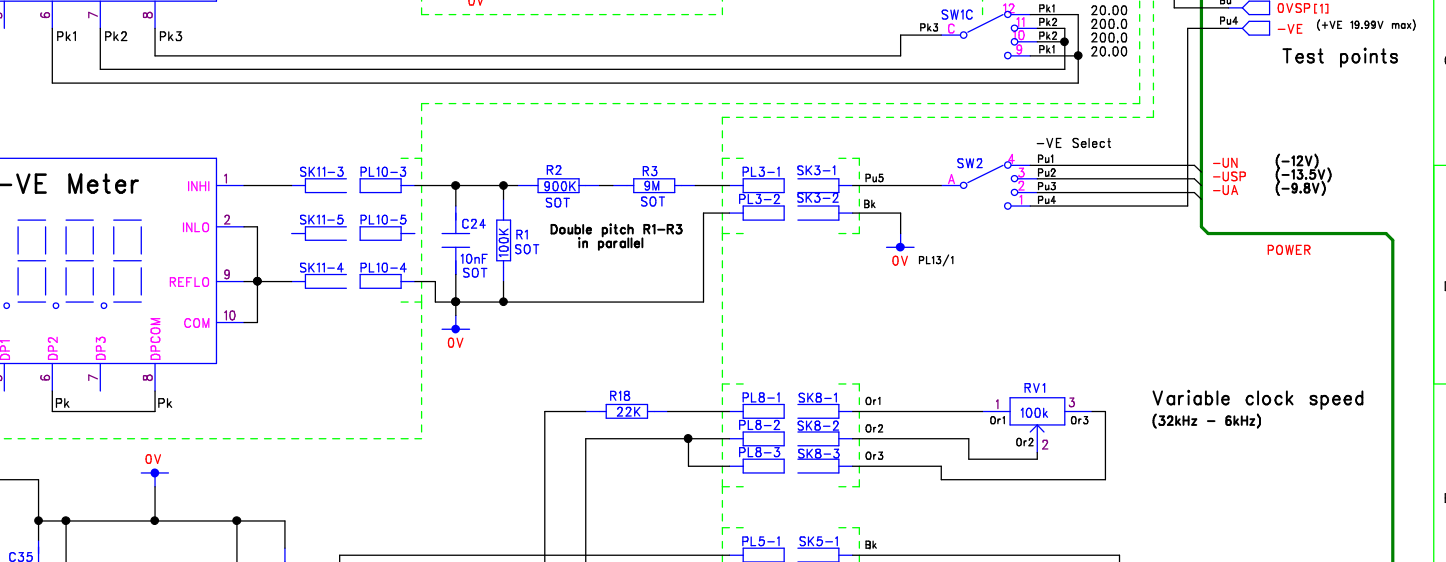 0V
5
6
7
8
Pk1
Pk2
Pk3
Pk3
SW1C
C
12
Pk1
20.00
11
Pk2
200.0
10
Pk2
200.0
9
Pk1
20.00
0VSP[1]
Pu4
-VE
(+VE 19.99V max)
Test points
-VE Meter
INHI
1
INLO
2
REFLO
9
COM
10
DP1
DP2
DP3
DPCOM
5
6
7
8
Pk
Pk
SK11-3
PL10-3
SK11-5
PL10-5
SK11-4
PL10-4
C24
10nF
SOT
100K
R1
SOT
R2
900K
SOT
R3
9M
SOT
Double pitch R1-R3
in parallel
0V
PL3-1
SK3-1
Pu5
PL3-2
SK3-2
Bk
0V
PL13/1
-VE Select
SW2
A
4
Pu1
3
Pu2
2
Pu3
1
Pu4
-UN
(-12V)
-USP
(-13.5V)
-UA
(-9.8V)
POWER
R18
22K
PL8-1
SK8-1
Or1
PL8-2
SK8-2
Or2
PL8-3
SK8-3
Or3
RV1
1
100k
3
Or1
Or3
Or2
2
Variable clock speed
(32kHz - 6kHz)
0V
C35
PL5-1
SK5-1
Bk